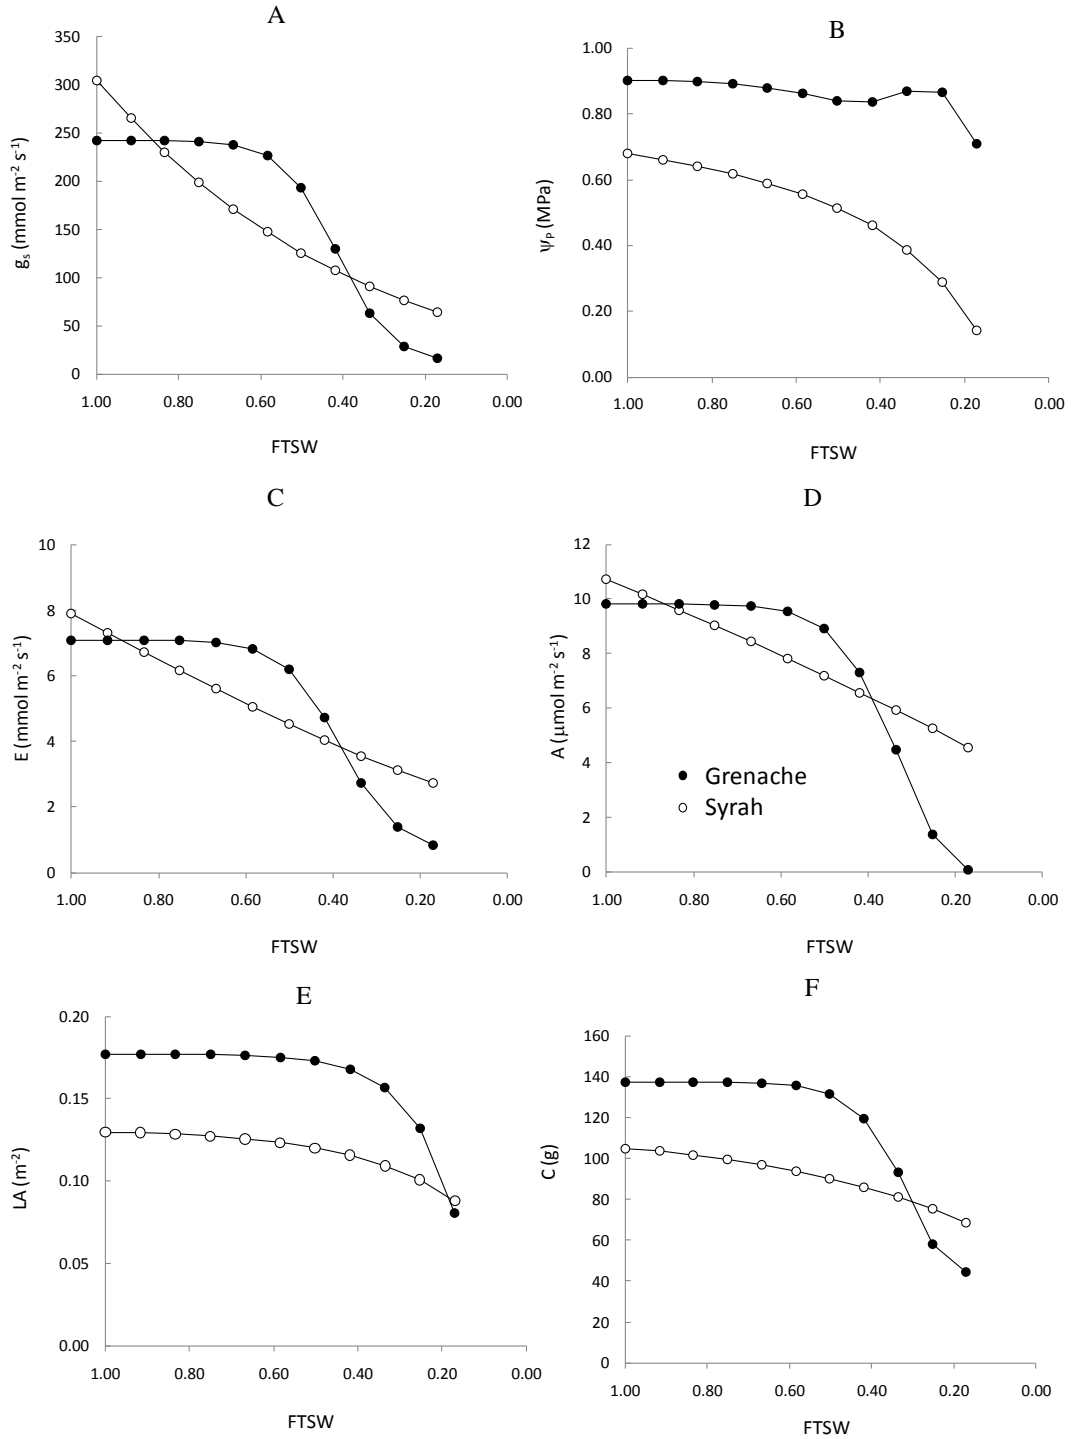 A
350
300
250
200
150
100
50
0
gs (mmol m-2 s-1)
1.00 0.80 0.60 0.40 0.20 0.00
FTSW
B
1.00
0.80
0.60
0.40
0.20
0.00
ψP (MPa)
1.00 0.80 0.60 0.40 0.20 0.00
FTSW
C
10
8
6
4
2
0
E (mmol m-2 s-1)
1.00 0.80 0.60 0.40 0.20 0.00
FTSW
D
12
10
8
6
4
2
0
A (μmol m-2 s-1)
Grenache
Syrah
1.00 0.80 0.60 0.40 0.20 0.00
FTSW
E
0.20
0.15
0.10
0.05
0.00
LA (m-2)
1.00 0.80 0.60 0.40 0.20 0.00
FTSW
F
160
140
120
100
80
60
40
20
0
C (g)
1.00 0.80 0.60 0.40 0.20 0.00
FTSW